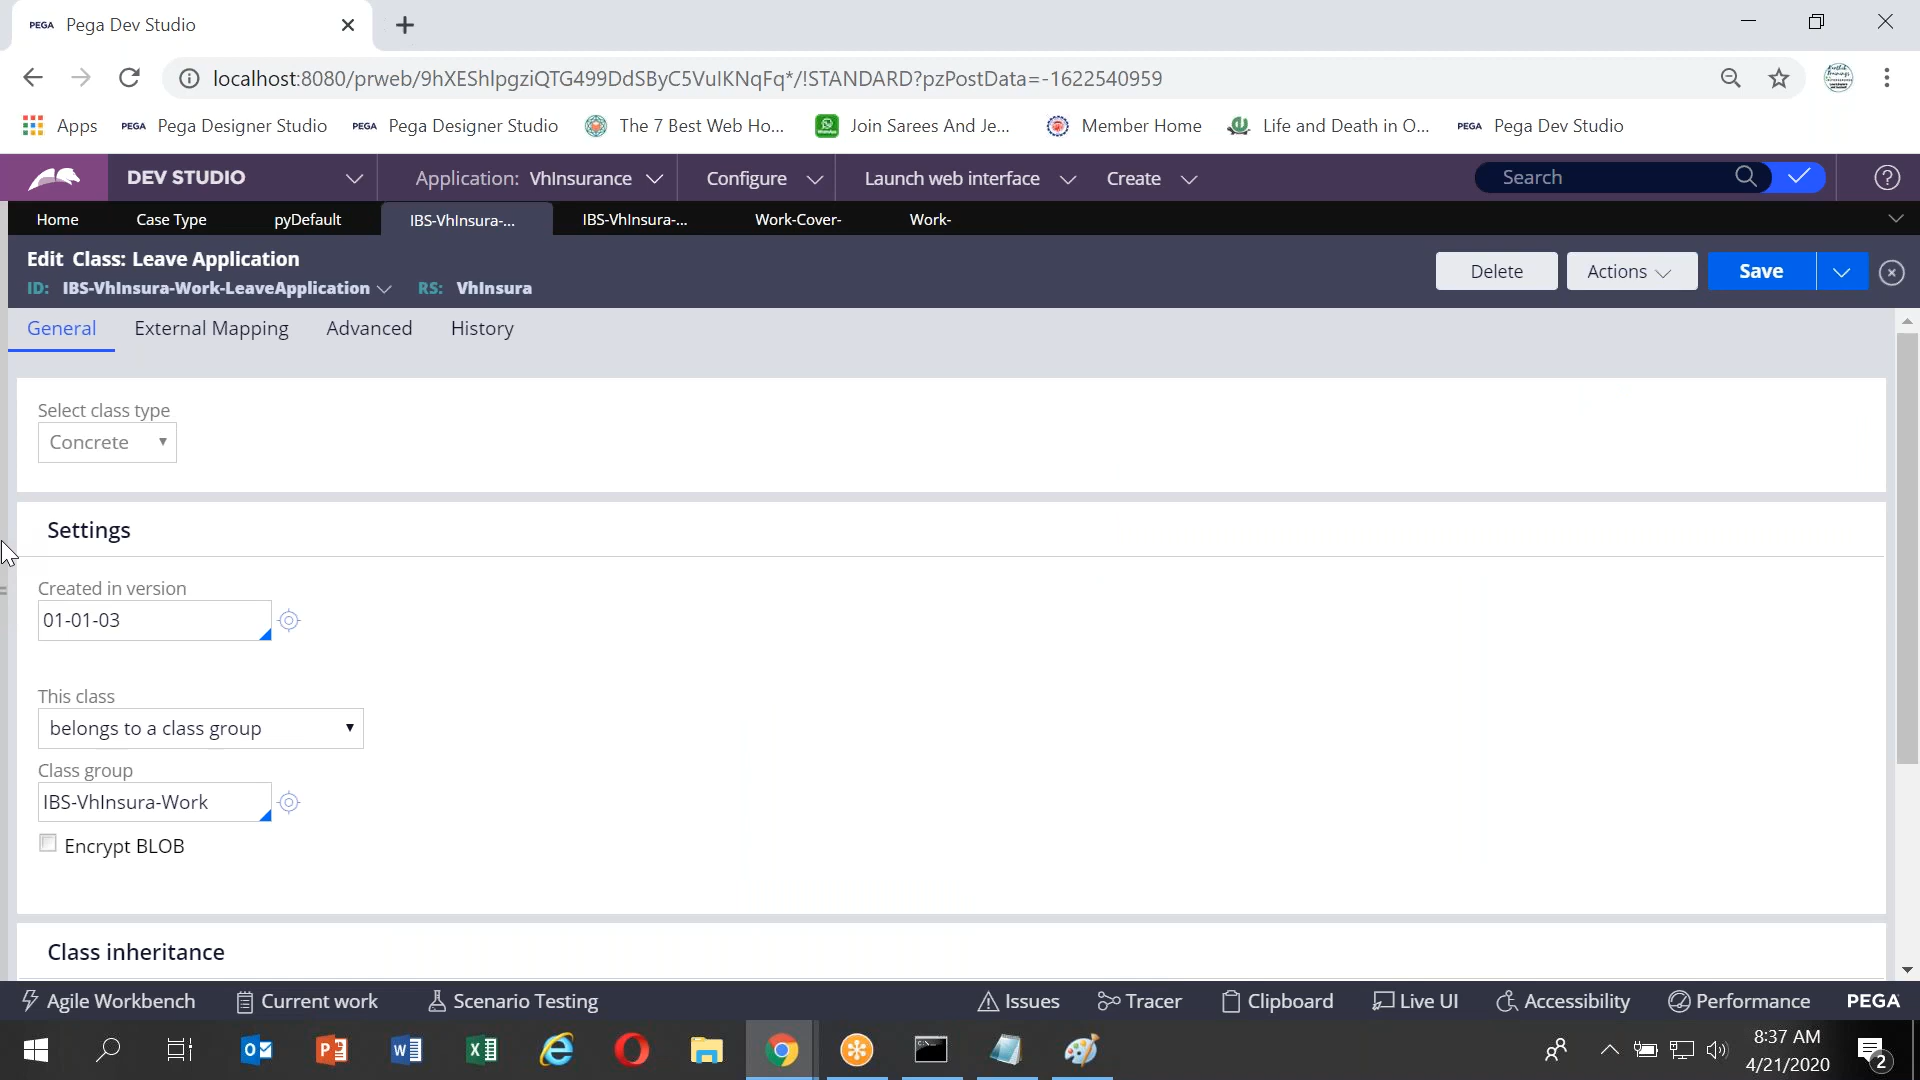 PEGA Pega Dev Studio
localhost:8080/prweb/9hXEShlpgziQTG499DdSByC5VulKNqFq*/!STANDARD?pzPostData=-1622540959
Apps PEGA Pega Designer Studio PEGA Pega Designer Studio The 7 Best Web Ho... Join Sarees And Je... Member Home Life and Death in O... PEGA Pega Dev Studio
DEV STUDIO Application: VhInsurance Configure Launch web interface Create Search
Home Case Type pyDefault IBS-VhInsura-... IBS-VhInsura-... Work-Cover- Work-
Edit Class: Leave Application
Delete Actions Save
ID: IBS-VhInsura-Work-LeaveApplication RS: VhInsura
General External Mapping Advanced History
Select class type
Concrete
Settings
Created in version
01-01-03
This class
belongs to a class group
Class group
IBS-VhInsura-Work
Encrypt BLOB
Class inheritance
Agile Workbench Current work Scenario Testing Issues Tracer Clipboard Live UI Accessibility Performance PEGA
8:37 AM
4/21/2020
2